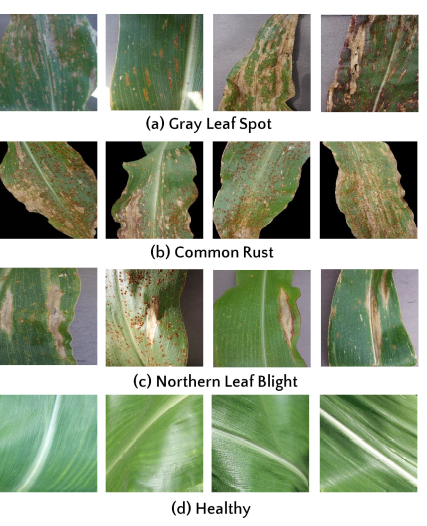 (a) Gray Leaf Spot
(b) Common Rust
(c) Northern Leaf Blight
(d) Healthy